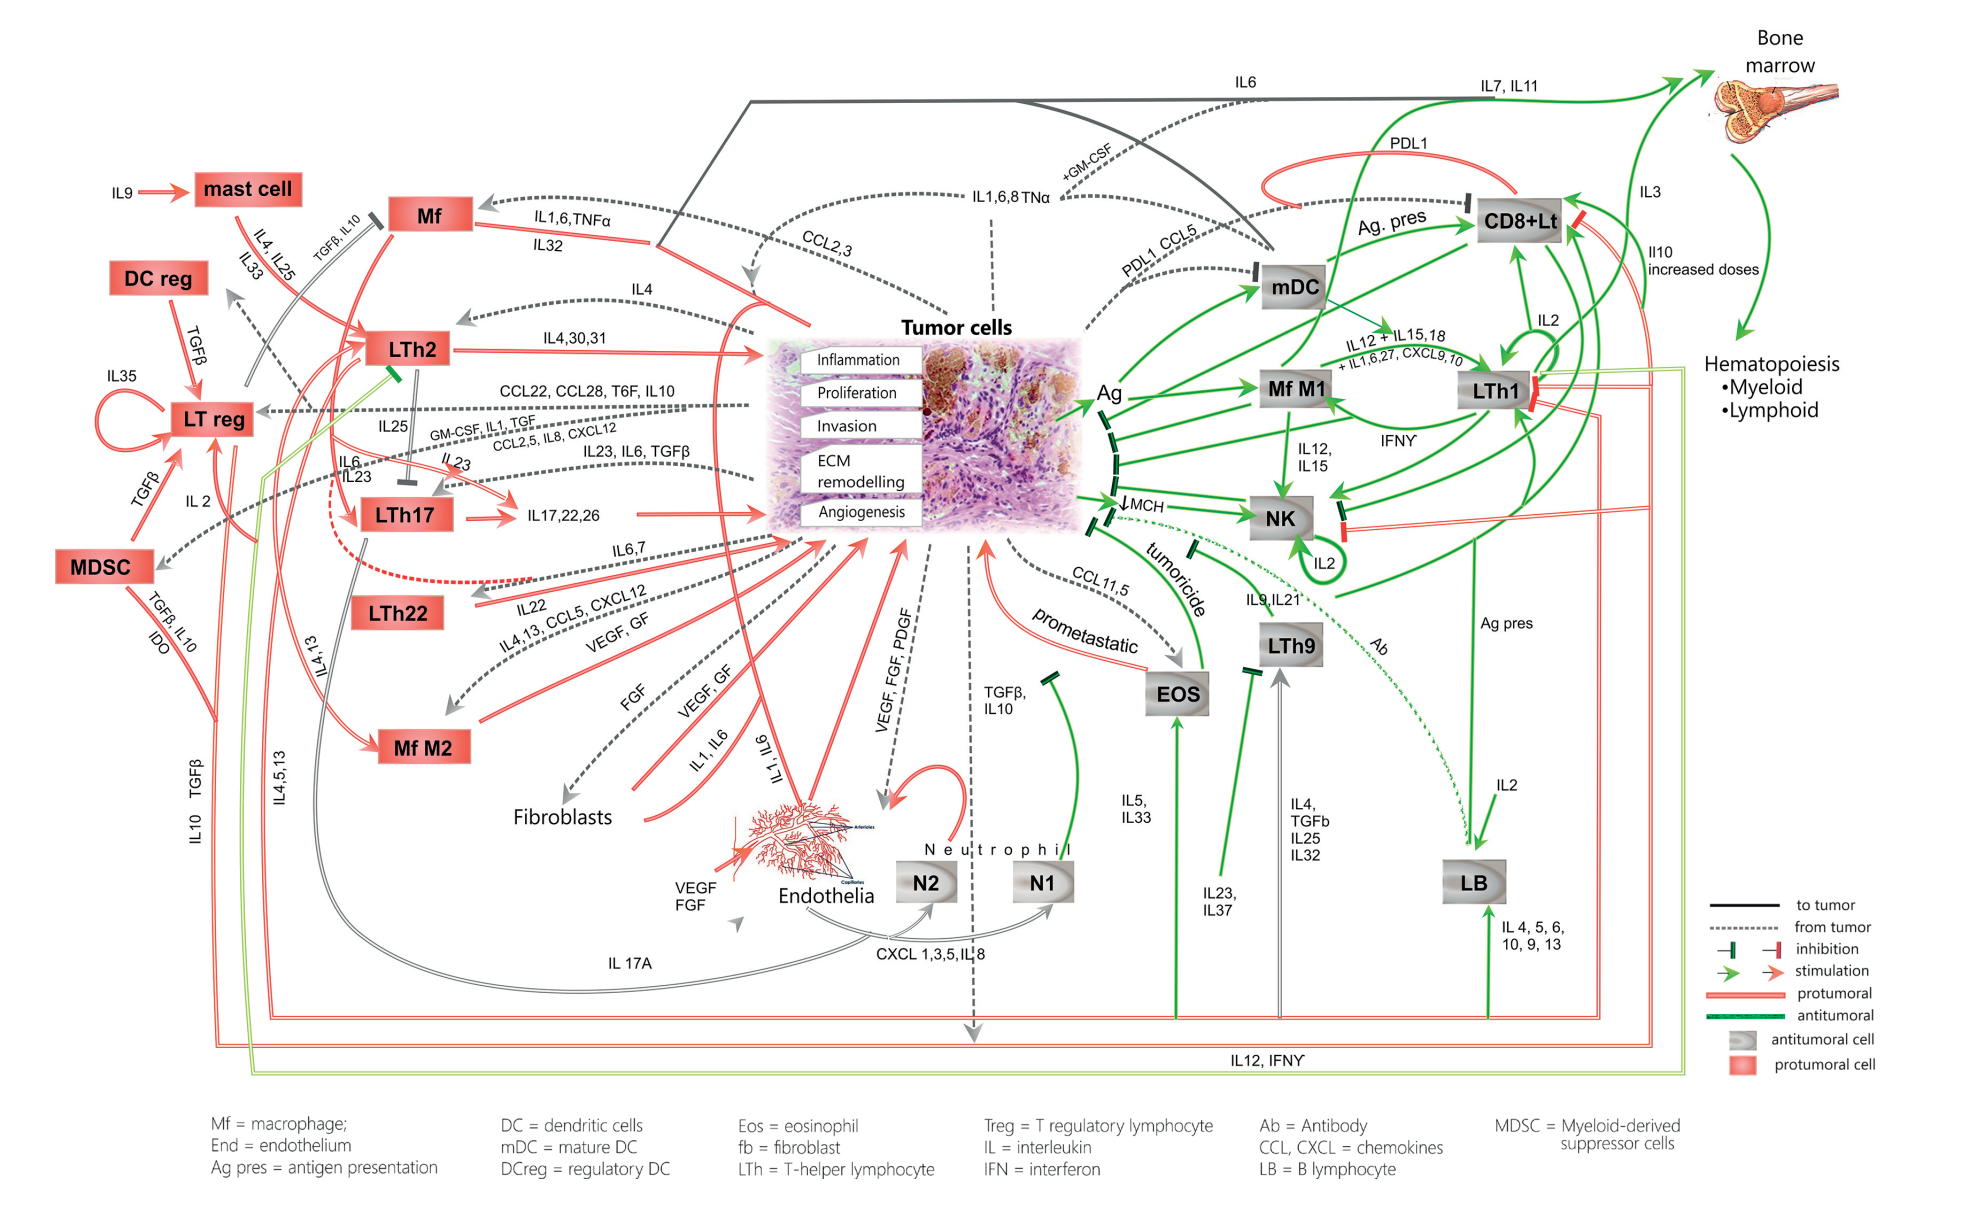 Bone
marrow
IL6
IL7, IL11
PDL1
+GM-CSF
IL3
IL9
mast cell
Mf
IL1,6,TNFα
IL32
IL1,6,8 TNα
CCL2,3
PDL1 CCL5
Ag. pres
CD8+Lt
TGFβ, IL10
IL4, IL25
IL33
DC reg
Il10
increased doses
mDC
IL4
Tumor cells
IL2
LTh2
IL4,30,31
TGFβ
IL12 + IL15,18
+ IL1,6,27, CXCL9,10
Inflammation
Proliferation
Invasion
ECM
remodelling
Angiogenesis
Hematopoiesis
•Myeloid
•Lymphoid
IL35
CCL22, CCL28, T6F, IL10
Ag
Mf M1
LTh1
LT reg
IL25
GM-CSF, IL1, TGF
CCL2,5, IL8, CXCL12
IFNϒ
IL6
IL23
IL23
IL23, IL6, TGFβ
IL12,
IL15
TGFβ
IL 2
LTh17
IL17,22,26
↓MCH
NK
MDSC
IL6,7
IL2
tumoricide
CCL11,5
TGFβ, IL10
IDO
LTh22
IL22
IL4,13, CCL5, CXCL12
VEGF, GF
IL9,IL21
prometastatic
LTh9
Ab
Ag pres
IL4,13
VEGF, FGF, PDGF
FGF
VEGF, GF
TGFβ,
IL10
EOS
Mf M2
IL1, IL6
IL1, IL6
IL4,5,13
IL10 TGFβ
Fibroblasts
Arterioles
Capillaries
IL5,
IL33
IL4,
TGFb
IL25
IL32
IL2
Neutrophil
N2
N1
LB
VEGF
FGF
Endothelia
IL23,
IL37
IL 4, 5, 6,
10, 9, 13
CXCL 1,3,5,IL 8
IL 17A
IL12, IFNϒ
to tumor
from tumor
inhibition
stimulation
protumoral
antitumoral
antitumoral cell
protumoral cell
Mf = macrophage;
End = endothelium
Ag pres = antigen presentation
DC = dendritic cells
mDC = mature DC
DCreg = regulatory DC
Eos = eosinophil
fb = fibroblast
LTh = T-helper lymphocyte
Treg = T regulatory lymphocyte
IL = interleukin
IFN = interferon
Ab = Antibody
CCL, CXCL = chemokines
LB = B lymphocyte
MDSC = Myeloid-derived
suppressor cells